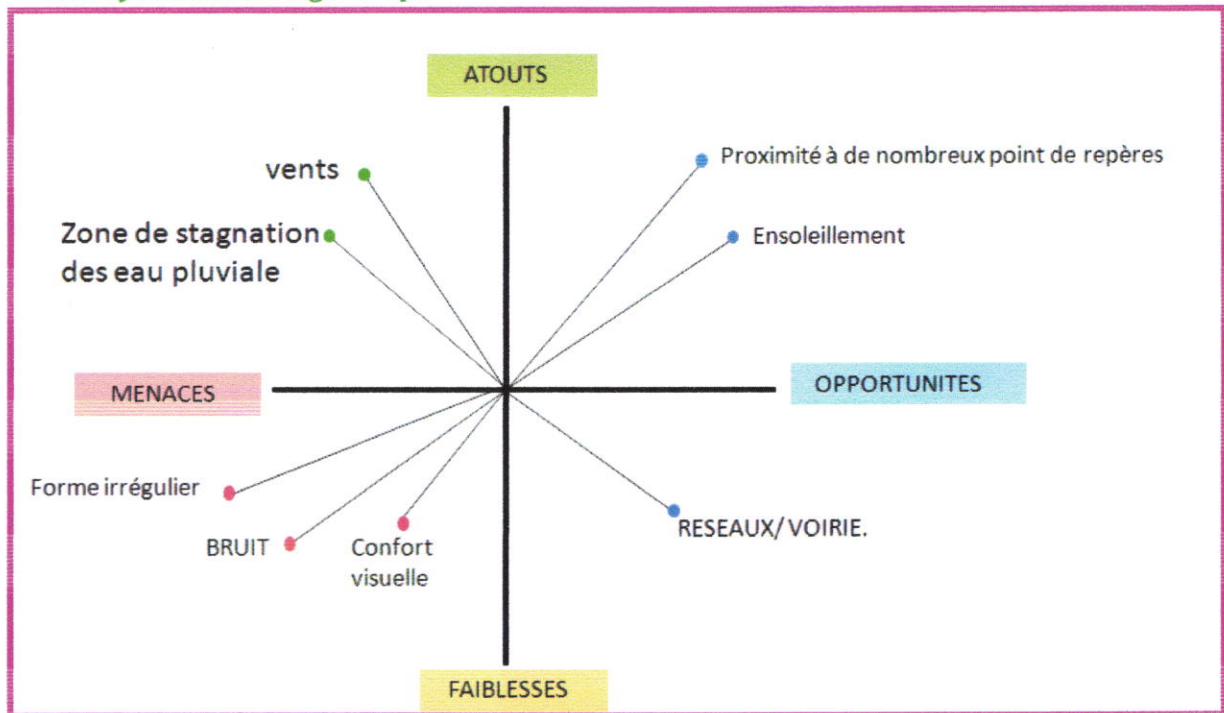 ATOUTS
vents
Proximité à de nombreux point de repères
Zone de stagnation
des eau pluviale
Ensoleillement
MENACES
OPPORTUNITES
Forme irrégulier
BRUIT
Confort
visuelle
RESEAUX/ VOIRIE.
FAIBLESSES